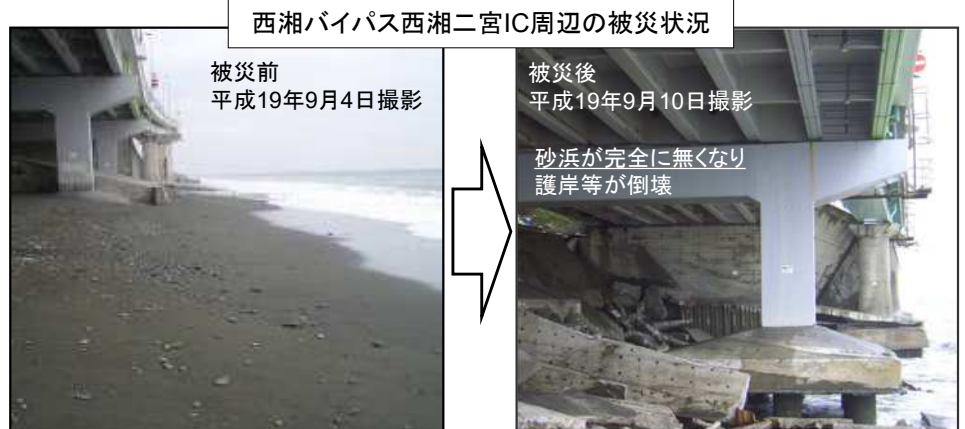 西湘バイパス西湘二宮IC周辺の被災状況
被災前
平成19年9月4日撮影
被災後
平成19年9月10日撮影
砂浜が完全に無くなり
護岸等が倒壊